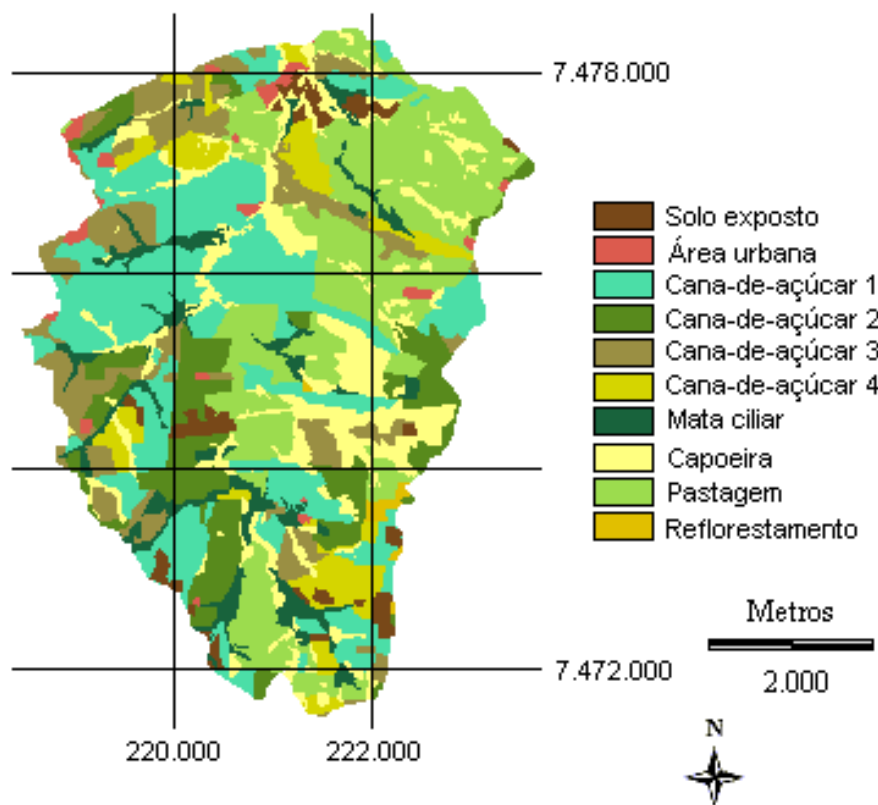 7.478.000
Solo exposto
Área urbana
Cana-de-açúcar 1
Cana-de-açúcar 2
Cana-de-açúcar 3
Cana-de-açúcar 4
Mata ciliar
Capoeira
Pastagem
Reflorestamento
Metros
2.000
7.472.000
220.000 222.000
N